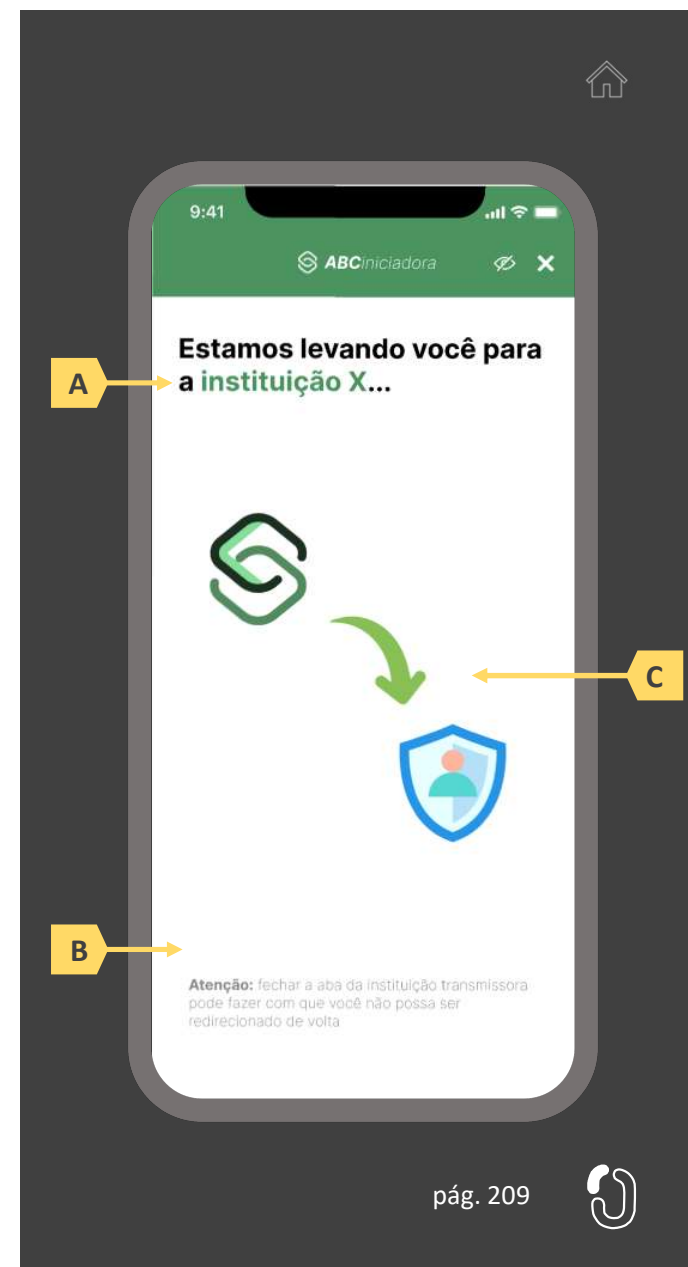 9:41
ABCiniciadora
Estamos levando você para
a instituição X...
A
C
B
Atenção: fechar a aba da instituição transmissora
pode fazer com que você não possa ser
redirecionado de volta
pág. 209